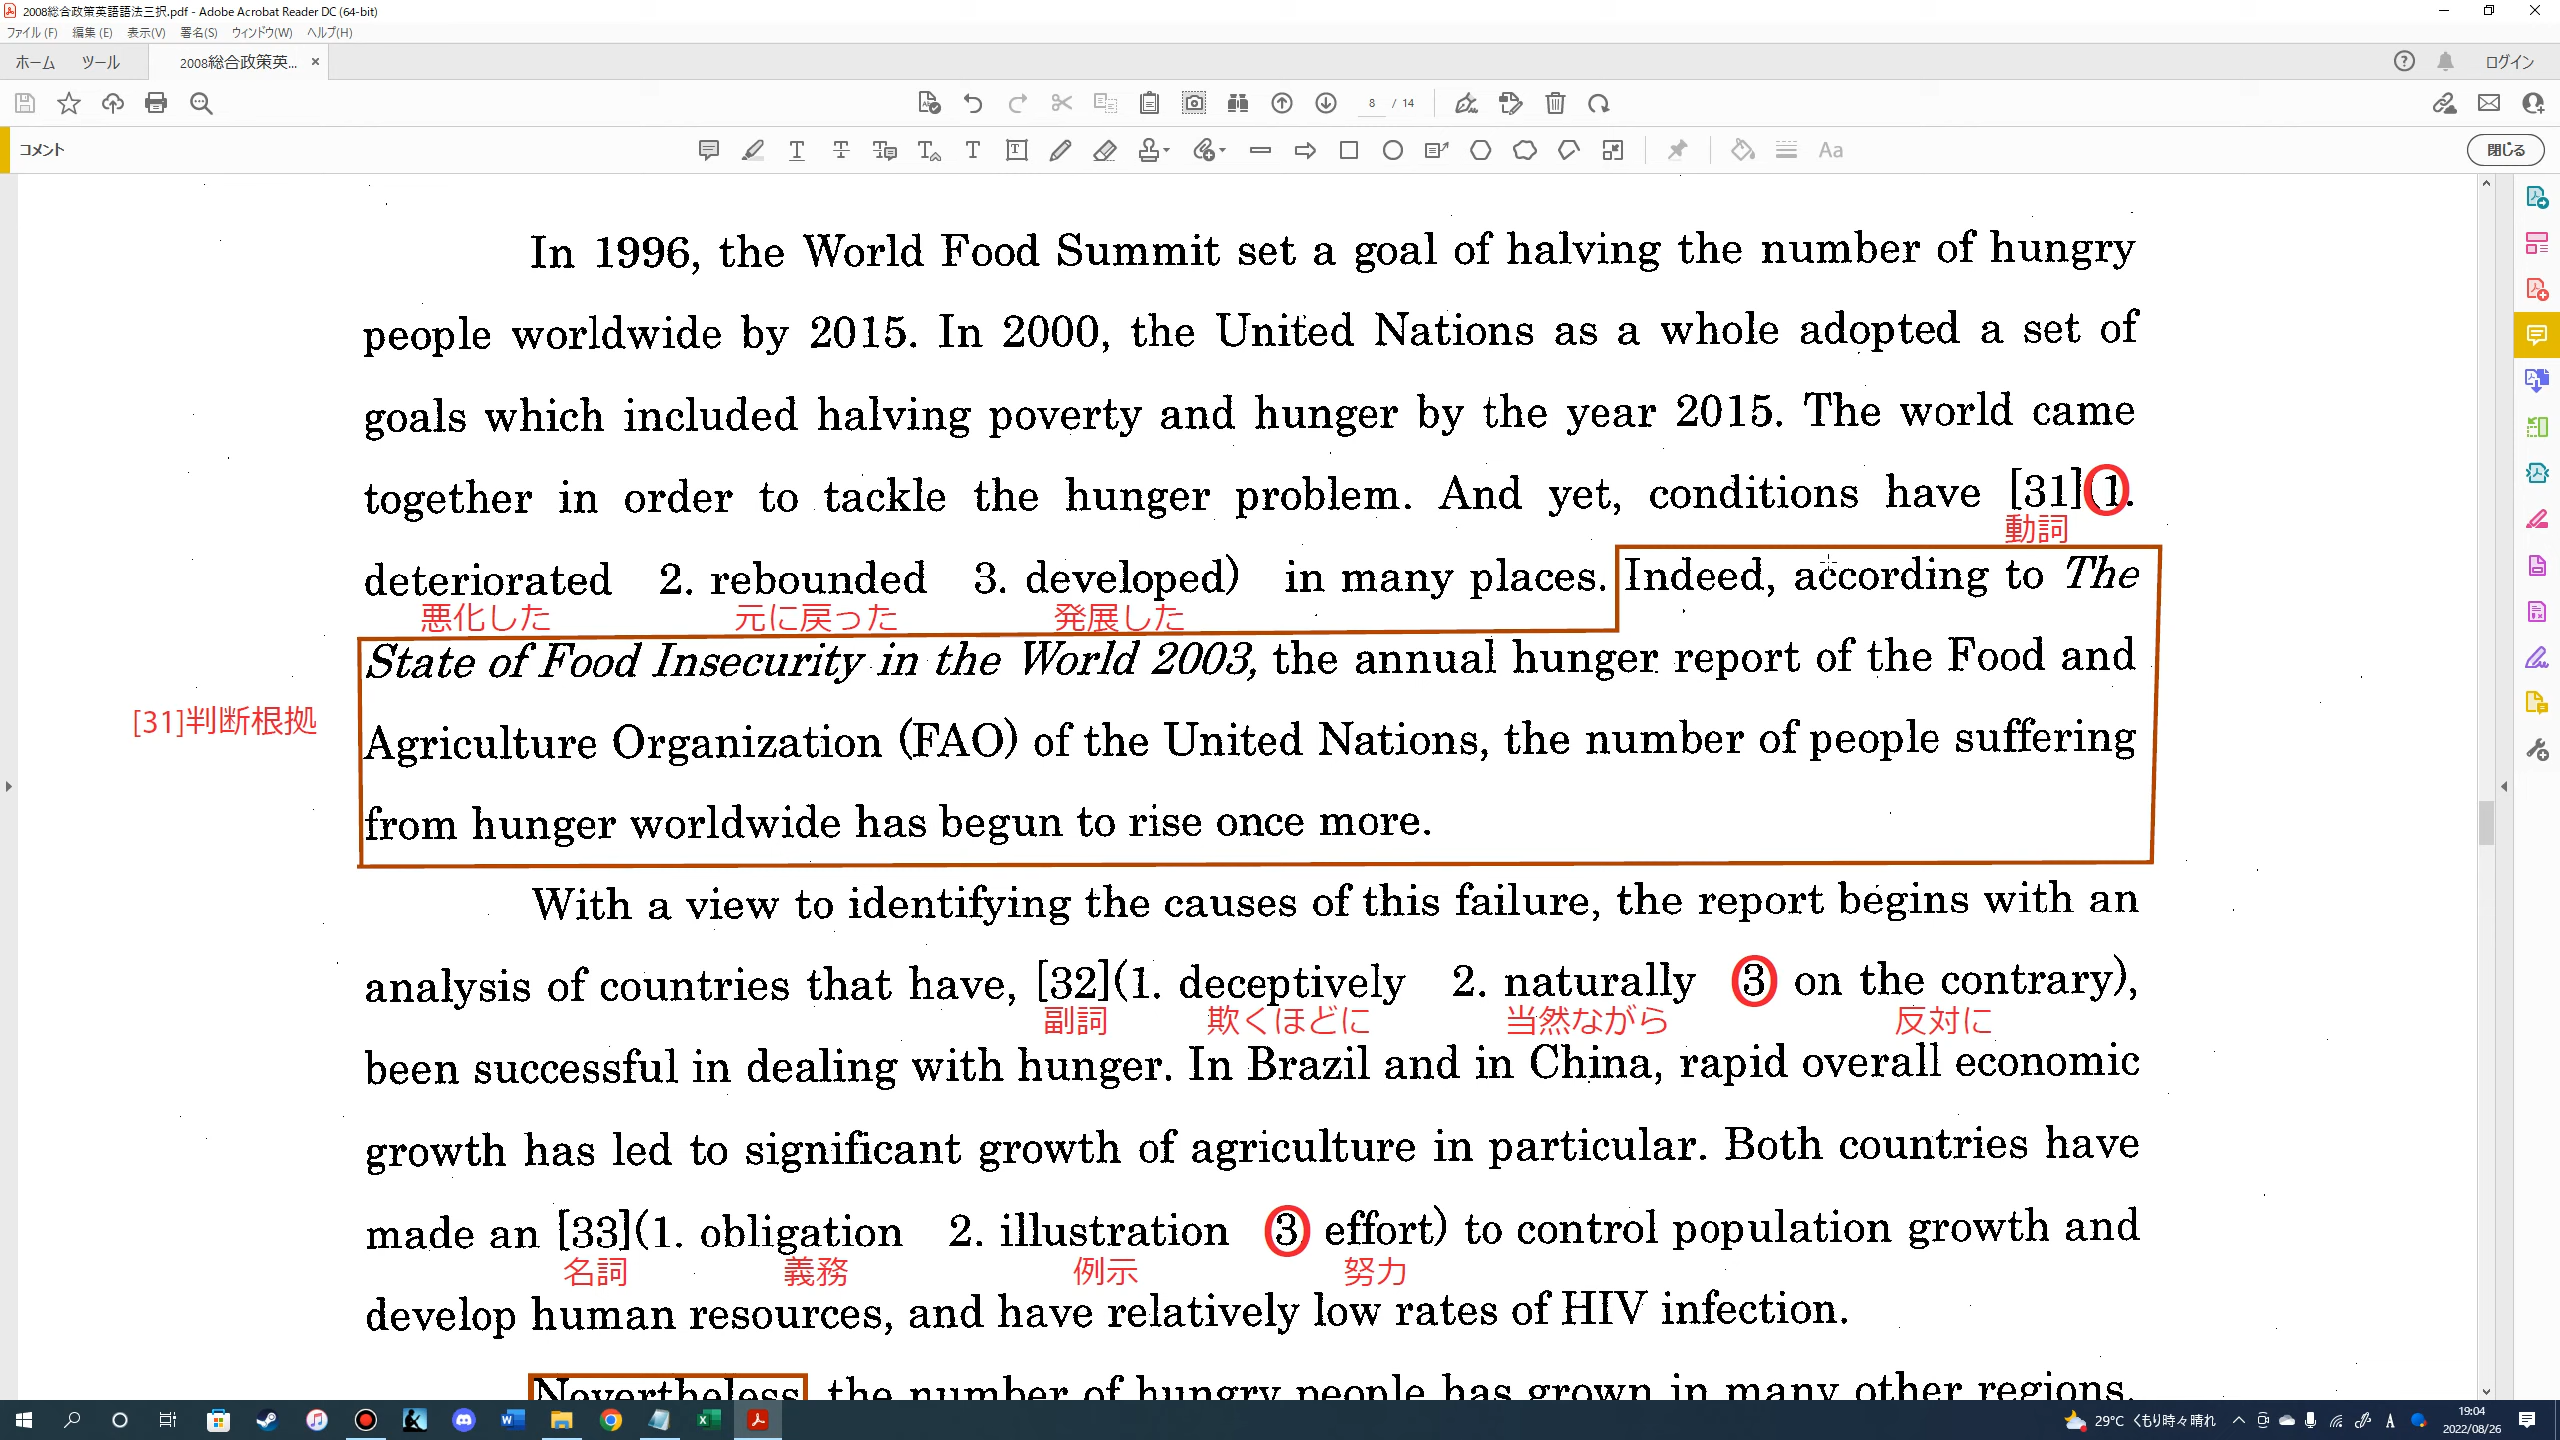 2008総合政策英語語法三択.pdf - Adobe Acrobat Reader DC (64-bit)
ファイル(F) 編集(E) 表示(V) 署名(S) ウィンドウ(W) ヘルプ(H)
ホーム ツール 2008総合政策英... × ログイン
8 / 14
コメント 閉じる
In 1996, the World Food Summit set a goal of halving the number of hungry
people worldwide by 2015. In 2000, the United Nations as a whole adopted a set of
goals which included halving poverty and hunger by the year 2015. The world came
together in order to tackle the hunger problem. And yet, conditions have [31](1.
動詞
deteriorated 2. rebounded 3. developed) in many places. Indeed, according to The
悪化した 元に戻った 発展した
State of Food Insecurity in the World 2003, the annual hunger report of the Food and
[31]判断根拠
Agriculture Organization (FAO) of the United Nations, the number of people suffering
from hunger worldwide has begun to rise once more.
With a view to identifying the causes of this failure, the report begins with an
analysis of countries that have, [32](1. deceptively 2. naturally 3 on the contrary),
副詞 欺くほどに 当然ながら 反対に
been successful in dealing with hunger. In Brazil and in China, rapid overall economic
growth has led to significant growth of agriculture in particular. Both countries have
made an [33](1. obligation 2. illustration 3 effort) to control population growth and
名詞 義務 例示 努力
develop human resources, and have relatively low rates of HIV infection.
Nevertheless, the number of hungry people has grown in many other regions.
29°C くもり時々晴れ A 19:04
2022/08/26